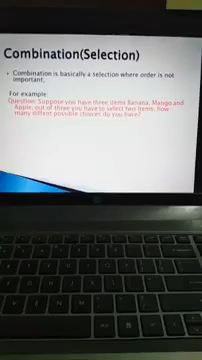 Combination(Selection)
Combination is basically a selection where order is not
important.
For example:
Question: Suppose you have three items Banana, Mango and
Apple, out of three you have to select two items, how
many diffent possible choices do you have?